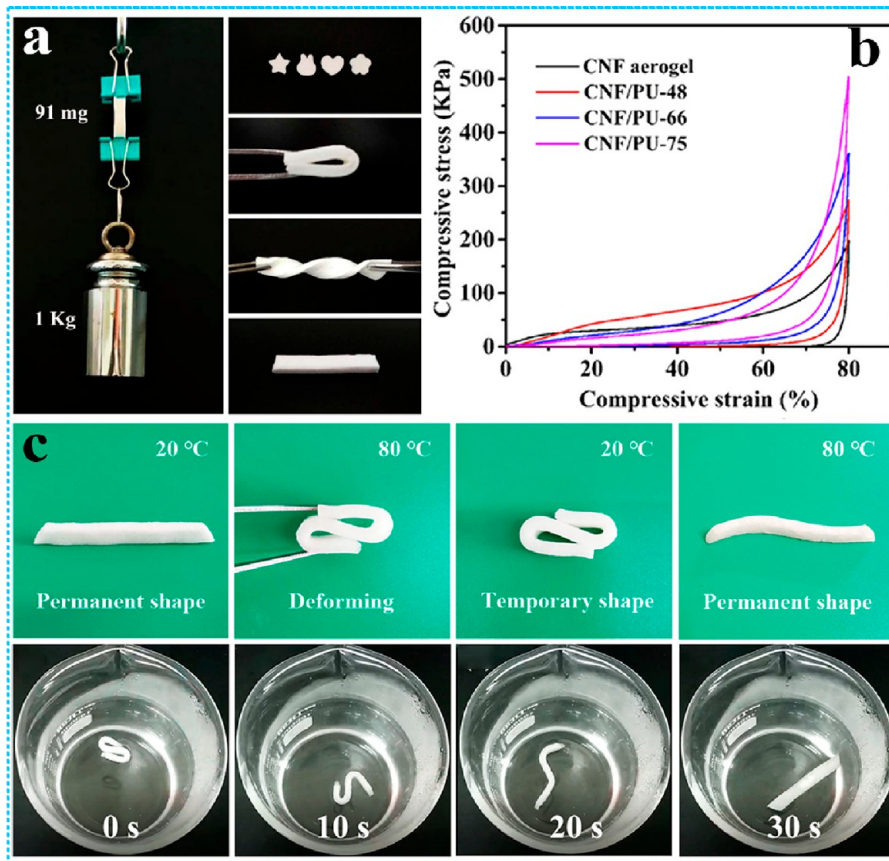 a
91 mg
1 Kg
b
600
500
400
300
200
100
0
Compressive stress (KPa)
CNF aerogel
CNF/PU-48
CNF/PU-66
CNF/PU-75
0
20
40
60
80
Compressive strain (%)
c
20 °C
Permanent shape
80 °C
Deforming
20 °C
Temporary shape
80 °C
Permanent shape
0 s
10 s
20 s
30 s